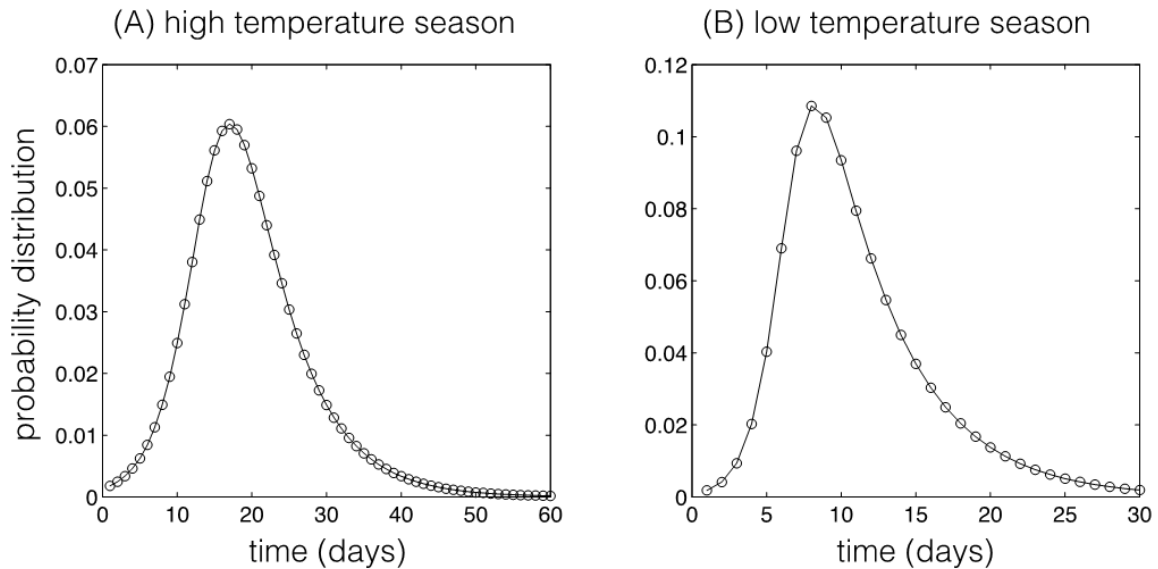 (A) high temperature season
0.07
0.06
0.05
0.04
0.03
0.02
0.01
0
0 10 20 30 40 50 60
probability distribution
time (days)
(B) low temperature season
0.12
0.1
0.08
0.06
0.04
0.02
0
0 5 10 15 20 25 30
time (days)